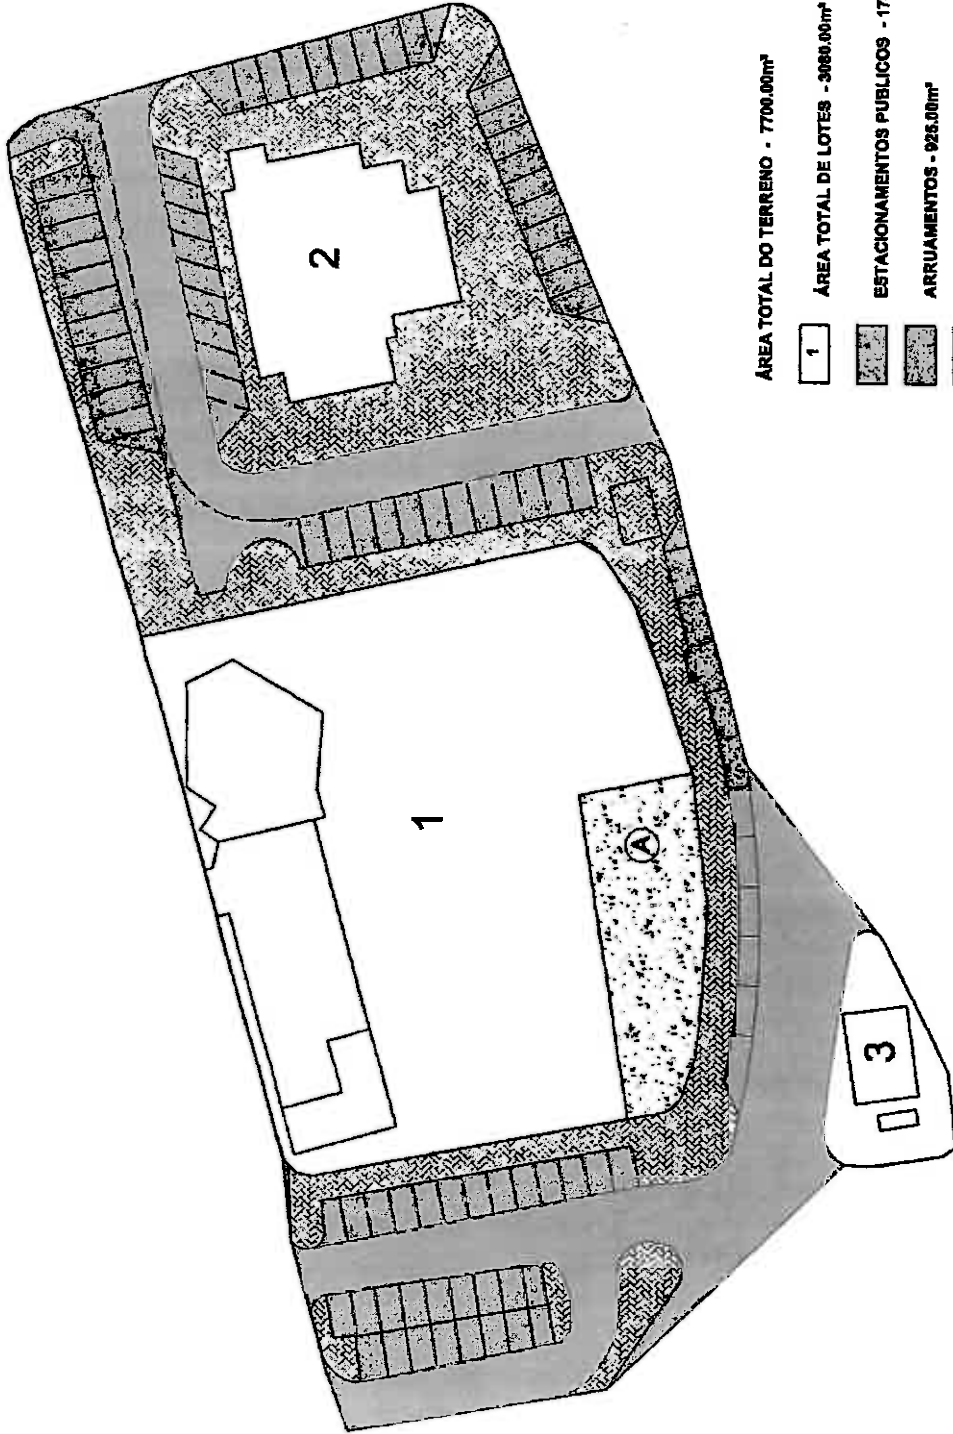 2
1
A
3
ÁREA TOTAL DO TERRENO - 7700.00m²
1 ÁREA TOTAL DE LOTES - 3080.00m²
ESTACIONAMENTOS PUBLICOS - 17
ARRUAMENTOS - 925.00m²